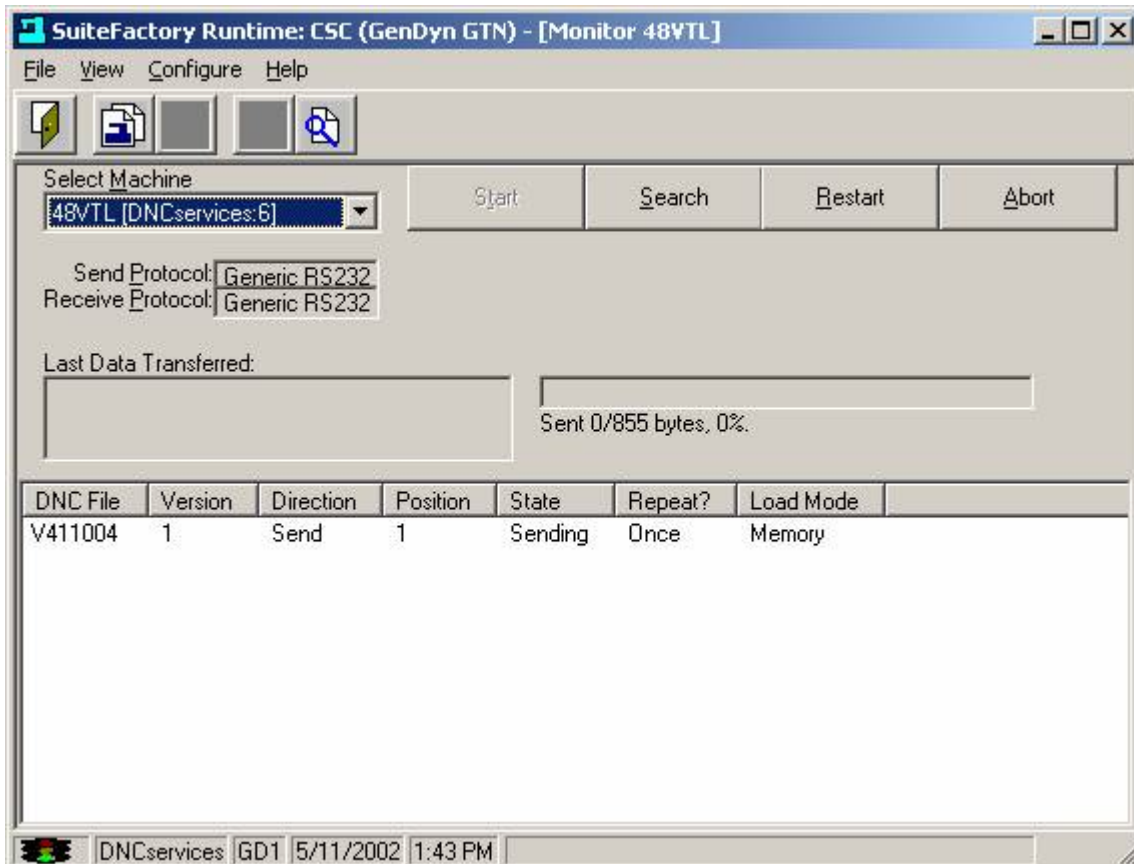 SuiteFactory Runtime: CSC (GenDyn GTN) - [Monitor 48VTL]
File View Configure Help
Select Machine
48VTL [DNCservices:6]
Start Search Restart Abort
Send Protocol: Generic RS232
Receive Protocol: Generic RS232
Last Data Transferred:
Sent 0/855 bytes, 0%.
DNC File Version Direction Position State Repeat? Load Mode
V411004 1 Send 1 Sending Once Memory
DNCservices GD1 5/11/2002 1:43 PM